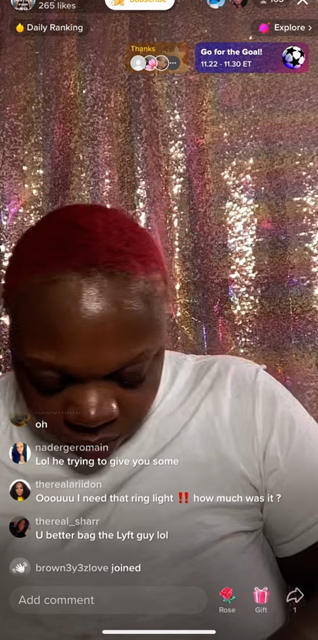 265 likes
Subscribe
Daily Ranking
Explore >
Thanks
Go for the Goal!
11.22 - 11.30 ET
oh
nadergeromain
Lol he trying to give you some
therealariidon
Ooouuu I need that ring light ‼️ how much was it ?
thereal_sharr
U better bag the Lyft guy lol
brown3y3zlove joined
Add comment
Rose
Gift
1